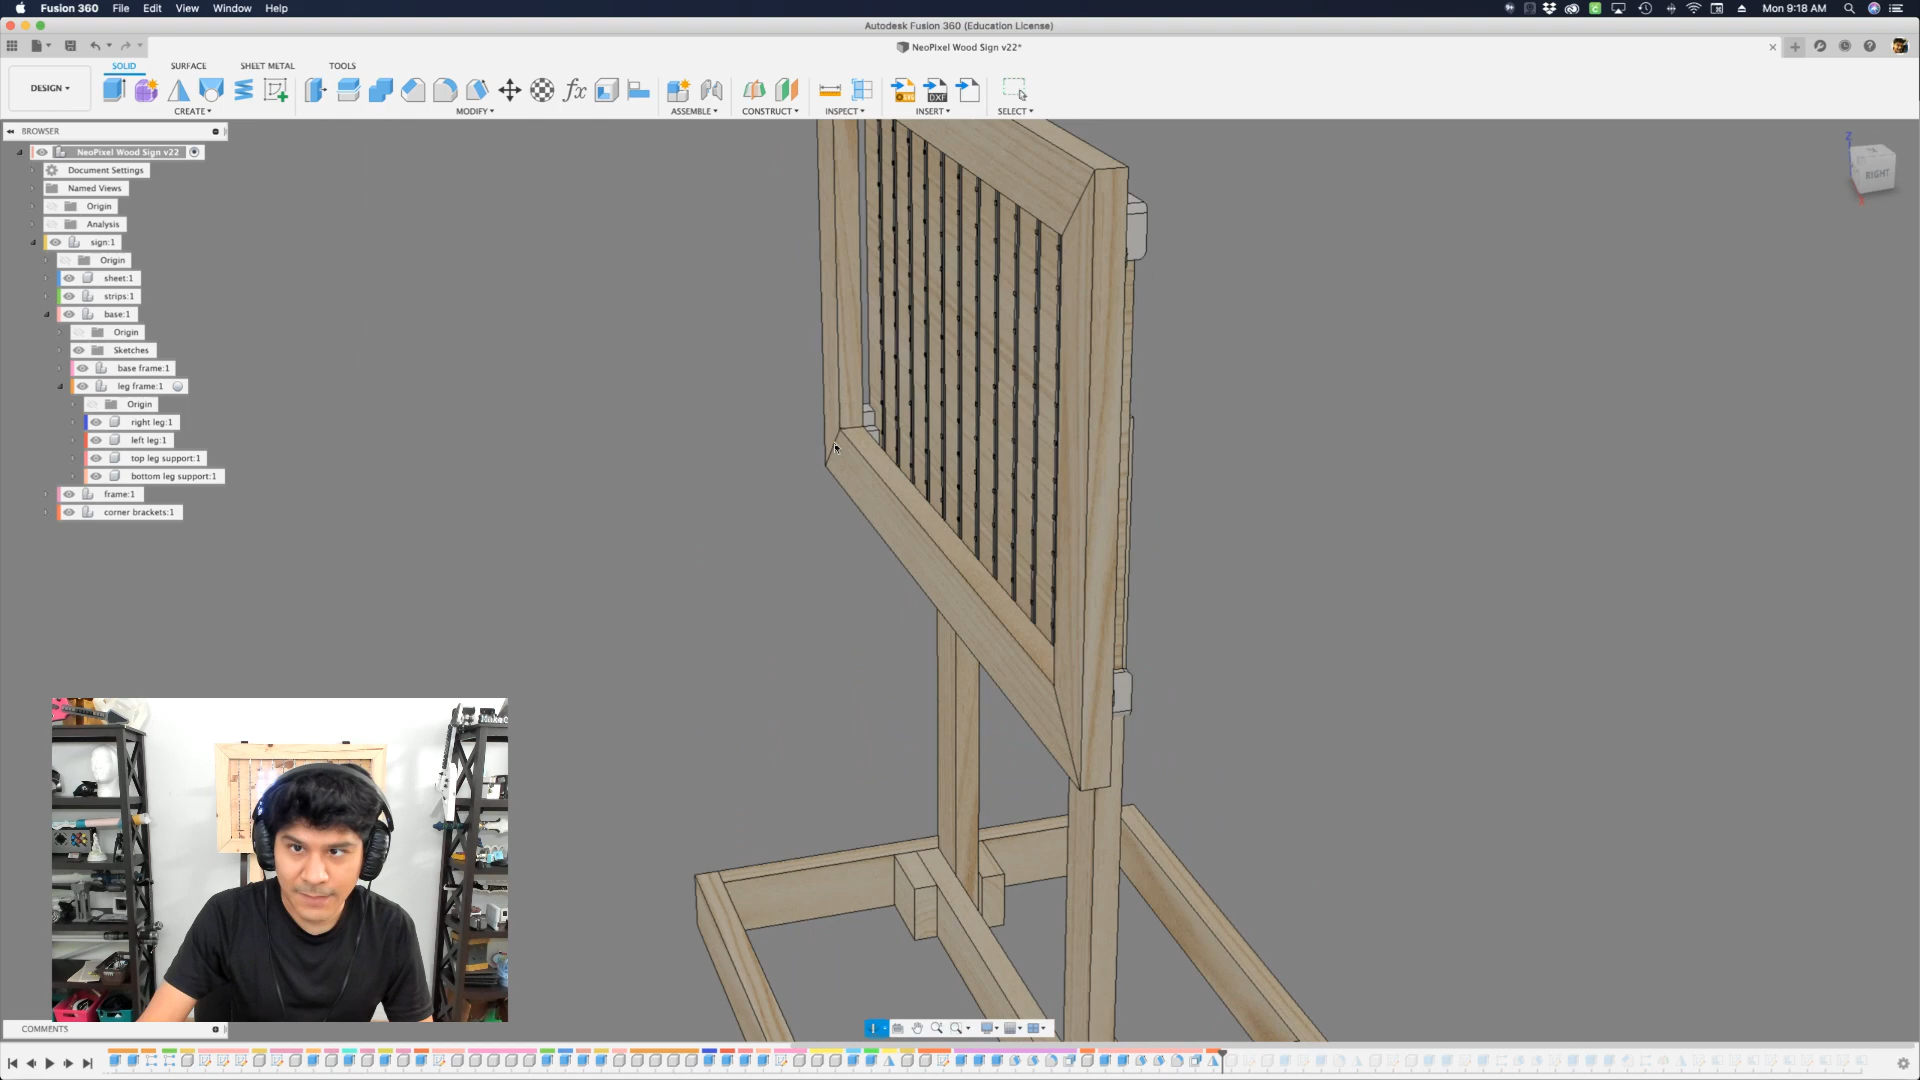 Fusion 360 File Edit View Window Help
Mon 9:18 AM
Autodesk Fusion 360 (Education License)
NeoPixel Wood Sign v22*
SOLID SURFACE SHEET METAL TOOLS
DESIGN
CREATE MODIFY ASSEMBLE CONSTRUCT INSPECT INSERT SELECT
BROWSER
NeoPixel Wood Sign v22
Document Settings
Named Views
Origin
Analysis
sign:1
Origin
sheet:1
strips:1
base:1
Origin
Sketches
base frame:1
leg frame:1
Origin
right leg:1
left leg:1
top leg support:1
bottom leg support:1
frame:1
corner brackets:1
Z
RIGHT
COMMENTS